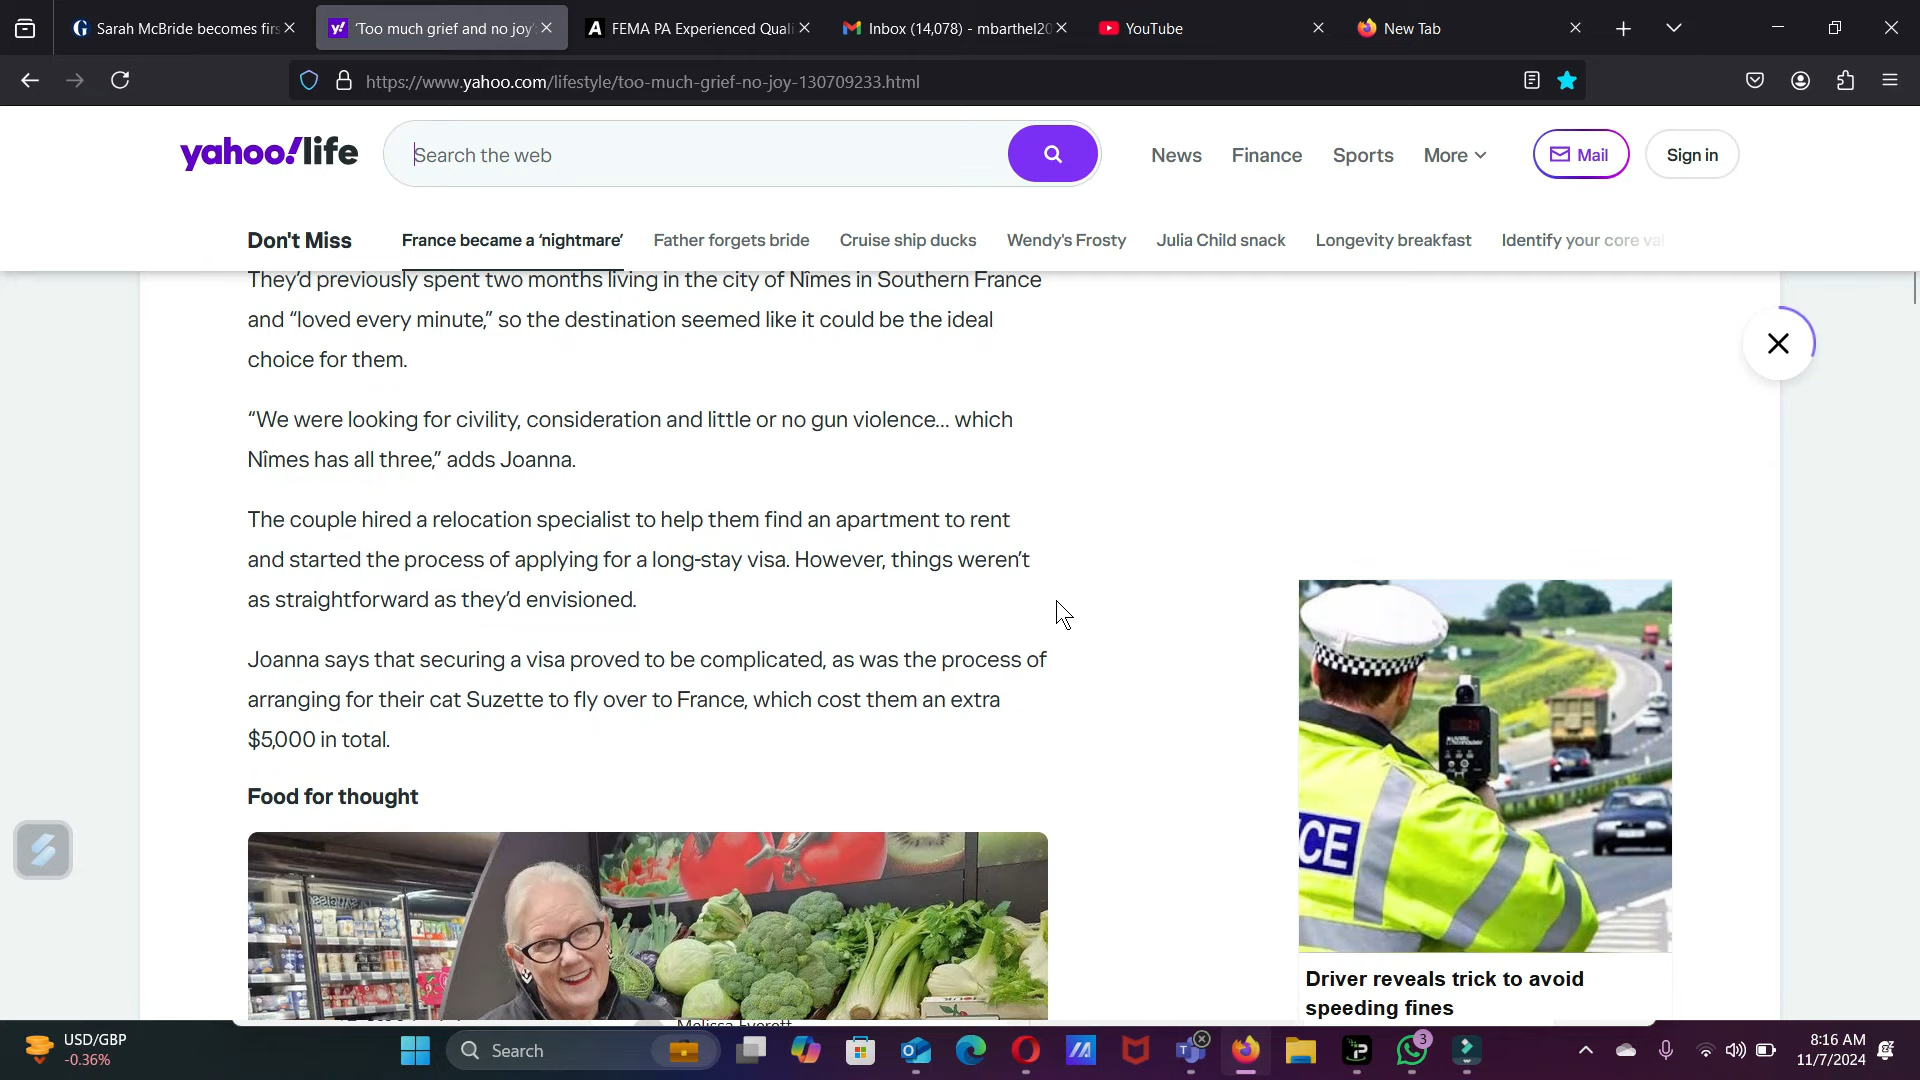 Sarah McBride becomes firs
'Too much grief and no joy'
FEMA PA Experienced Quali
Inbox (14,078) - mbarthel20
YouTube
New Tab
https://www.yahoo.com/lifestyle/too-much-grief-no-joy-130709233.html
yahoo!life
Search the web
News
Finance
Sports
More
Mail
Sign in
Don't Miss
France became a 'nightmare'
Father forgets bride
Cruise ship ducks
Wendy's Frosty
Julia Child snack
Longevity breakfast
Identify your core val
They'd previously spent two months living in the city of Nîmes in Southern France
and “loved every minute,” so the destination seemed like it could be the ideal
choice for them.
“We were looking for civility, consideration and little or no gun violence... which
Nîmes has all three,” adds Joanna.
The couple hired a relocation specialist to help them find an apartment to rent
and started the process of applying for a long-stay visa. However, things weren't
as straightforward as they'd envisioned.
Joanna says that securing a visa proved to be complicated, as was the process of
arranging for their cat Suzette to fly over to France, which cost them an extra
$5,000 in total.
Food for thought
ICE
Driver reveals trick to avoid
speeding fines
Melissa Everett
USD/GBP
-0.36%
Search
3
8:16 AM
11/7/2024